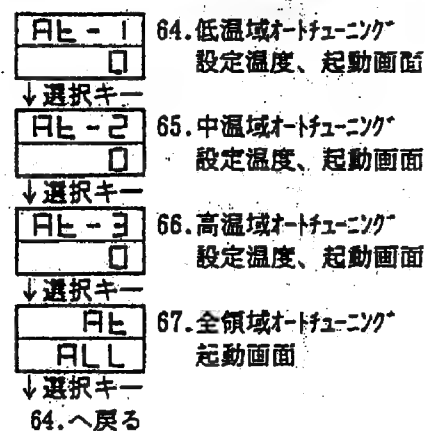 At-1 64.低温域ｵｰﾄﾁｭｰﾆﾝｸﾞ
0 設定温度、起動画面
↓選択キー
At-2 65.中温域ｵｰﾄﾁｭｰﾆﾝｸﾞ
0 設定温度、起動画面
↓選択キー
At-3 66.高温域ｵｰﾄﾁｭｰﾆﾝｸﾞ
0 設定温度、起動画面
↓選択キー
At 67.全領域ｵｰﾄﾁｭｰﾆﾝｸﾞ
ALL 起動画面
↓選択キー
64.へ戻る